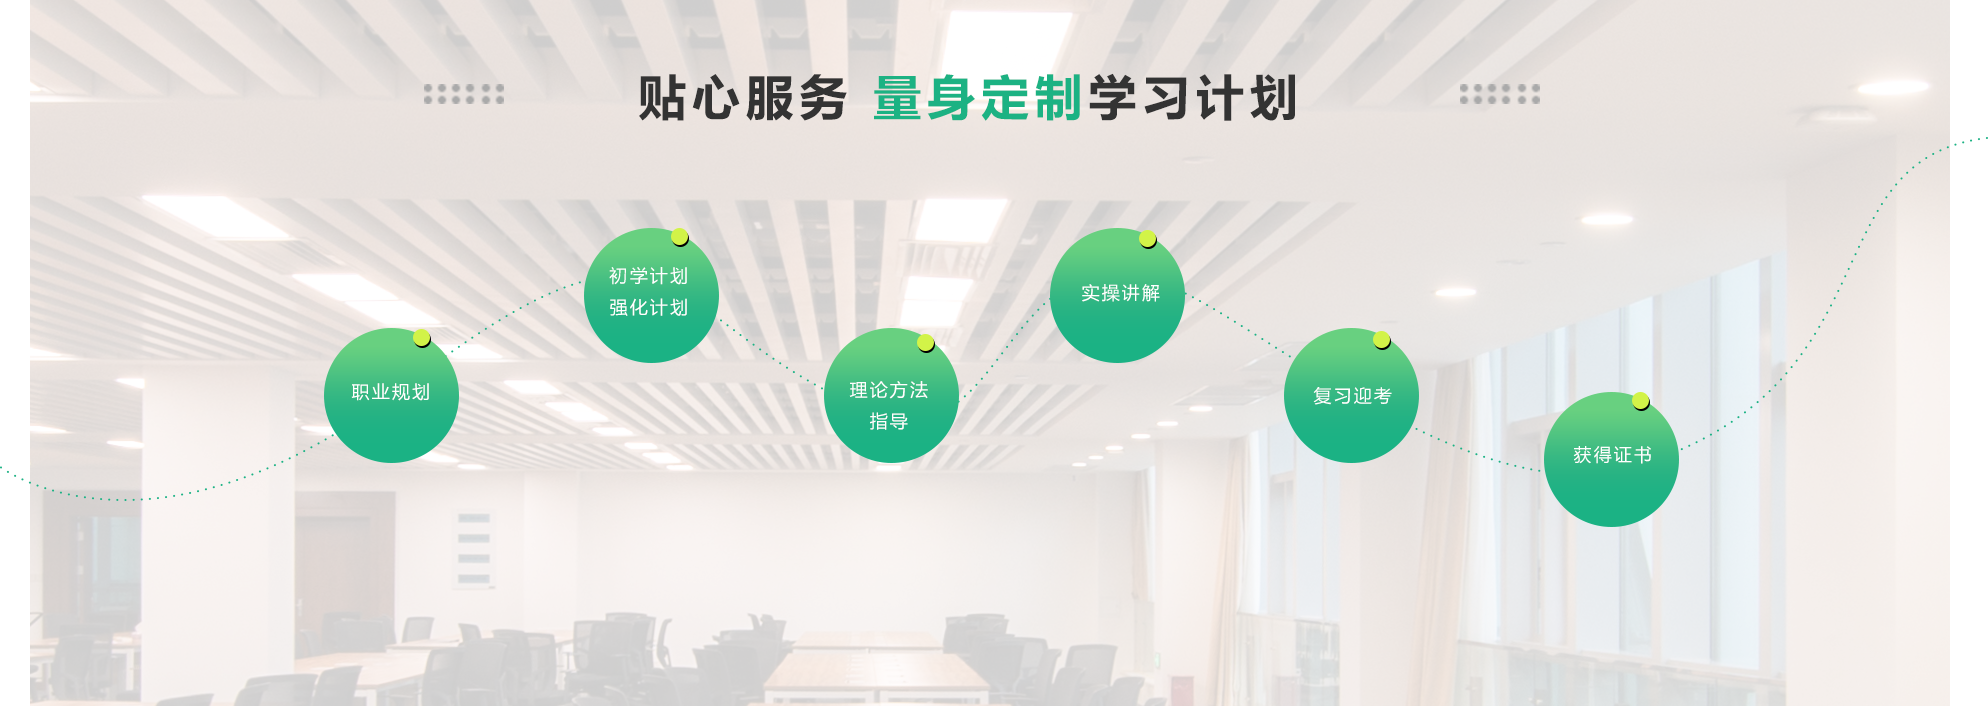 贴心服务 量身定制学习计划
职业规划
初学计划
强化计划
理论方法
指导
实操讲解
复习迎考
获得证书